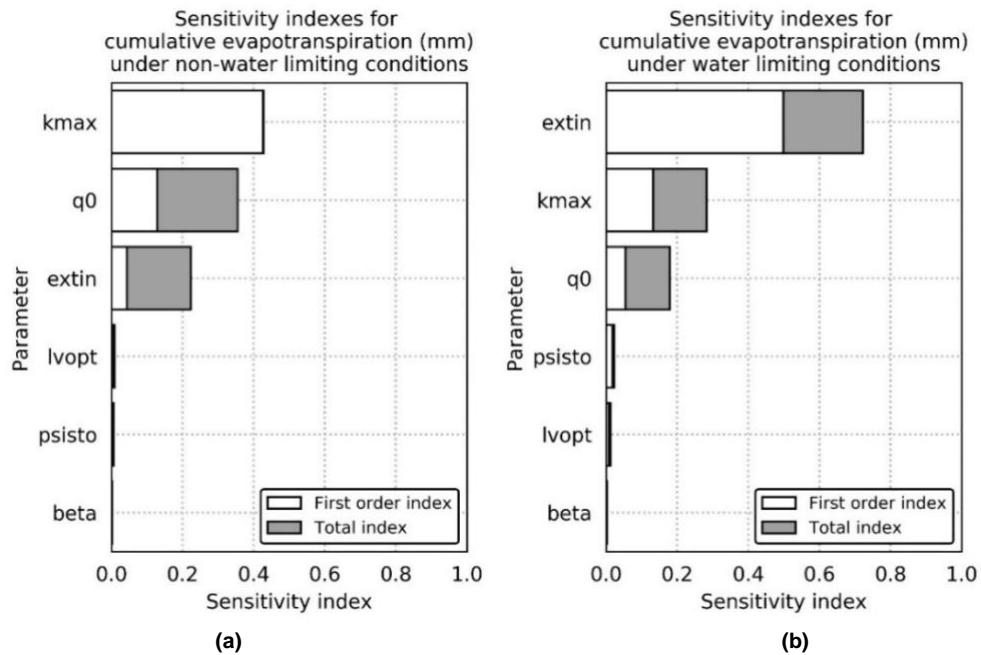 Sensitivity indexes for
cumulative evapotranspiration (mm)
under non-water limiting conditions
kmax
q0
extin
lvopt
psisto
beta
Parameter
First order index
Total index
0.0 0.2 0.4 0.6 0.8 1.0
Sensitivity index
(a)
Sensitivity indexes for
cumulative evapotranspiration (mm)
under water limiting conditions
extin
kmax
q0
psisto
lvopt
beta
Parameter
First order index
Total index
0.0 0.2 0.4 0.6 0.8 1.0
Sensitivity index
(b)